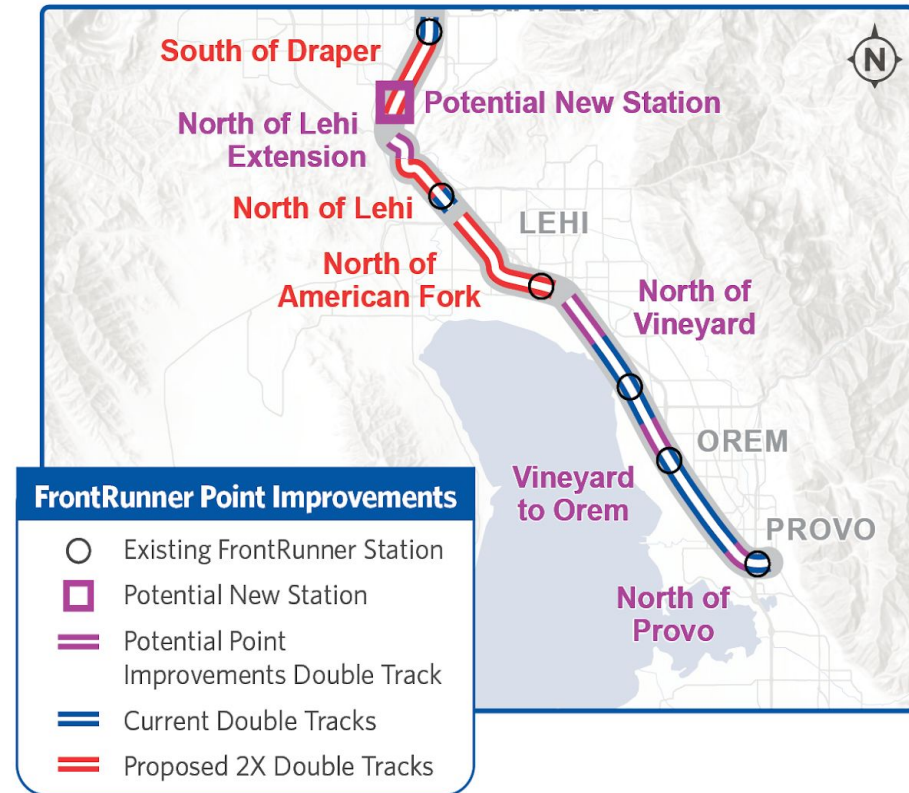 DRAPER
South of Draper
N
Potential New Station
North of Lehi
Extension
North of Lehi
LEHI
North of
American Fork
North of
Vineyard
OREM
Vineyard
to Orem
PROVO
North of
Provo
FrontRunner Point Improvements
Existing FrontRunner Station
Potential New Station
Potential Point
Improvements Double Track
Current Double Tracks
Proposed 2X Double Tracks